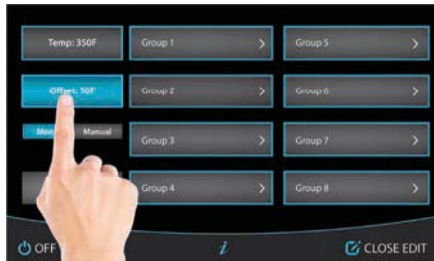 Temp: 350F
Group 1 >
Group 5 >
Offset: 50F
Group 2 >
Group 6 >
Menu
Manual
Group 3 >
Group 7 >
Group 4 >
Group 8 >
OFF
i
CLOSE EDIT